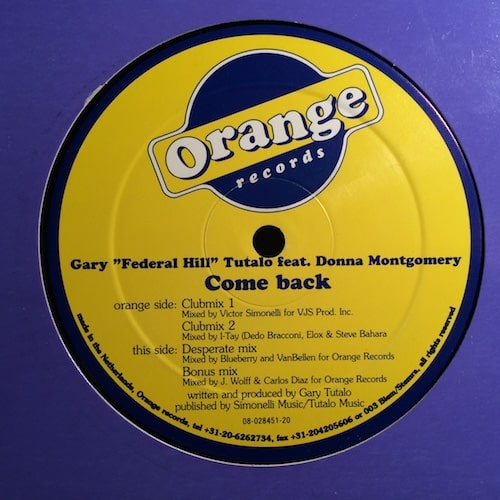 Orange
records
Gary "Federal Hill" Tutalo feat. Donna Montgomery
Come back
orange side: Clubmix 1
Mixed by Victor Simonelli for VJS Prod. Inc.
Clubmix 2
Mixed by I-Tay (Dedo Bracconi, Elox & Steve Bahara
this side: Desperate mix
Mixed by Blueberry and VanBellen for Orange Records
Bonus mix
Mixed by J. Wolff & Carlos Diaz for Orange Records
written and produced by Gary Tutalo
published by Simonelli Music/Tutalo Music
08-028451-20
made in the Netherlands, Orange records, tel +31-20-6262734, fax +31-204205606 or 003 Biem/Stemra, all rights reserved